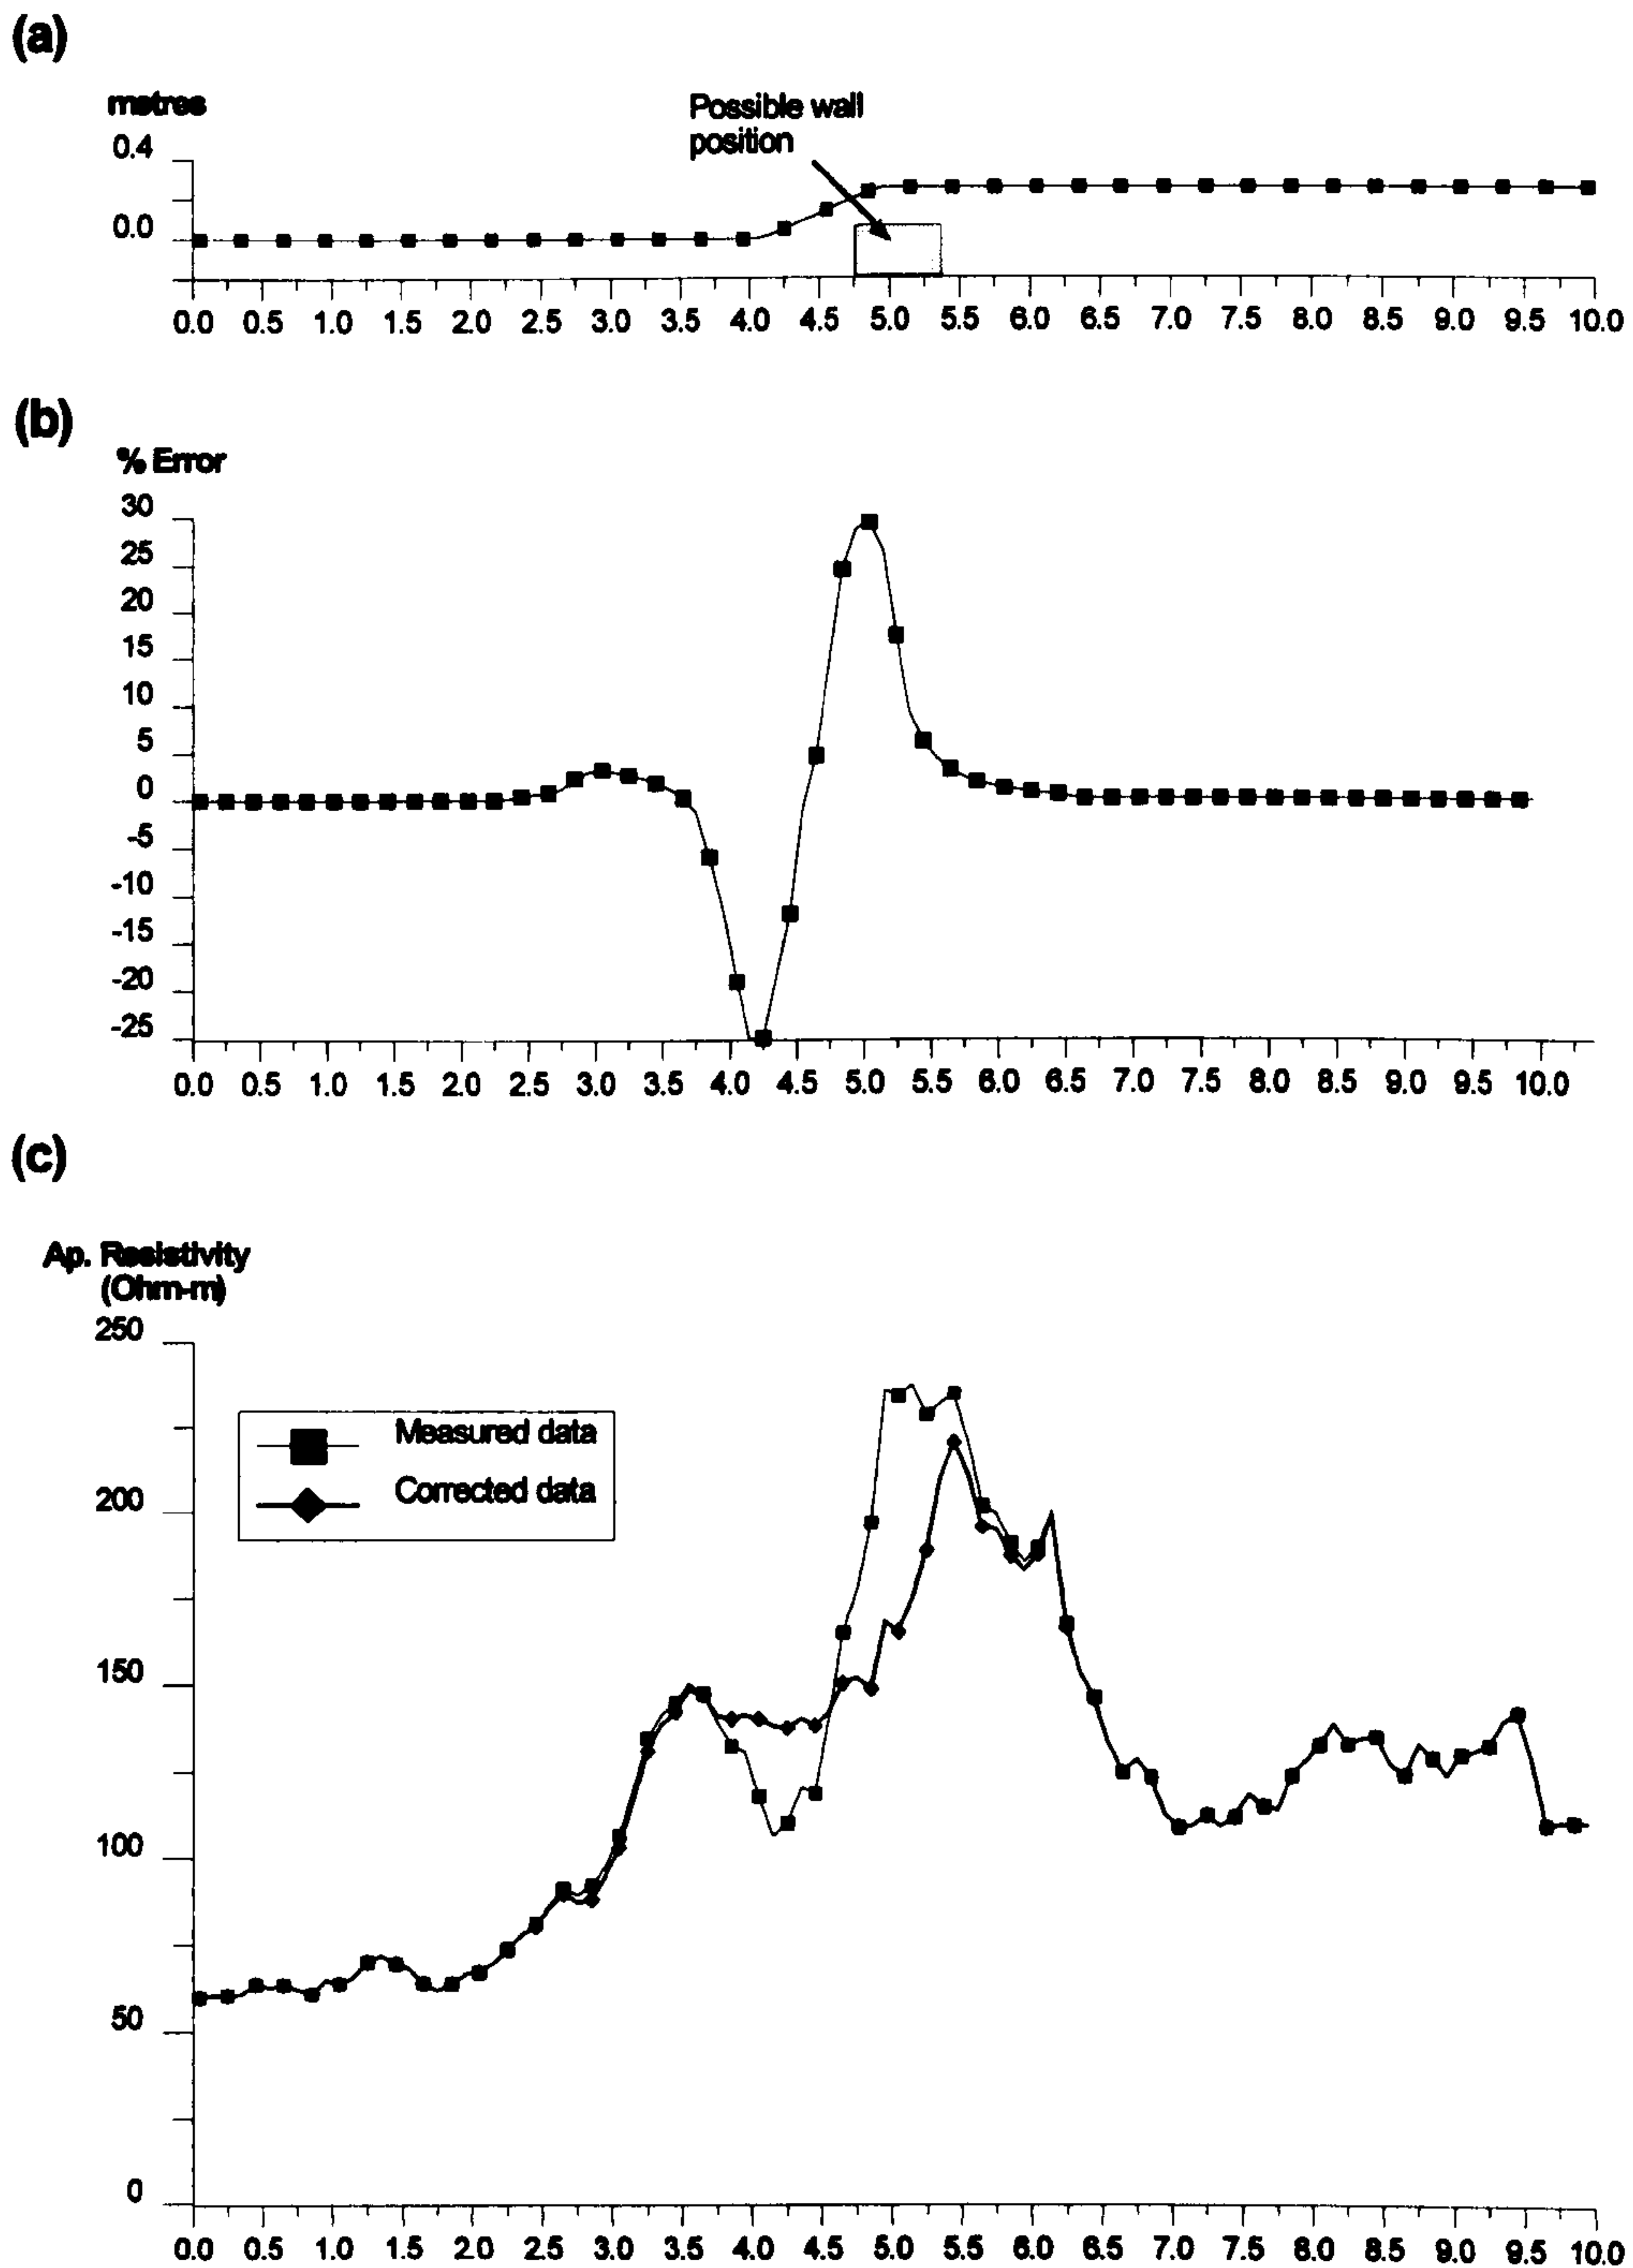 (a)
metres
0.4
0.0
Possible wall
position
0.0 0.5 1.0 1.5 2.0 2.5 3.0 3.5 4.0 4.5 5.0 5.5 6.0 6.5 7.0 7.5 8.0 8.5 9.0 9.5 10.0
(b)
% Error
30
25
20
15
10
5
0
-5
-10
-15
-20
-25
0.0 0.5 1.0 1.5 2.0 2.5 3.0 3.5 4.0 4.5 5.0 5.5 6.0 6.5 7.0 7.5 8.0 8.5 9.0 9.5 10.0
(c)
Ap. Resistivity
(Ohm-m)
250
Measured data
Corrected data
200
150
100
50
0
0.0 0.5 1.0 1.5 2.0 2.5 3.0 3.5 4.0 4.5 5.0 5.5 6.0 6.5 7.0 7.5 8.0 8.5 9.0 9.5 10.0